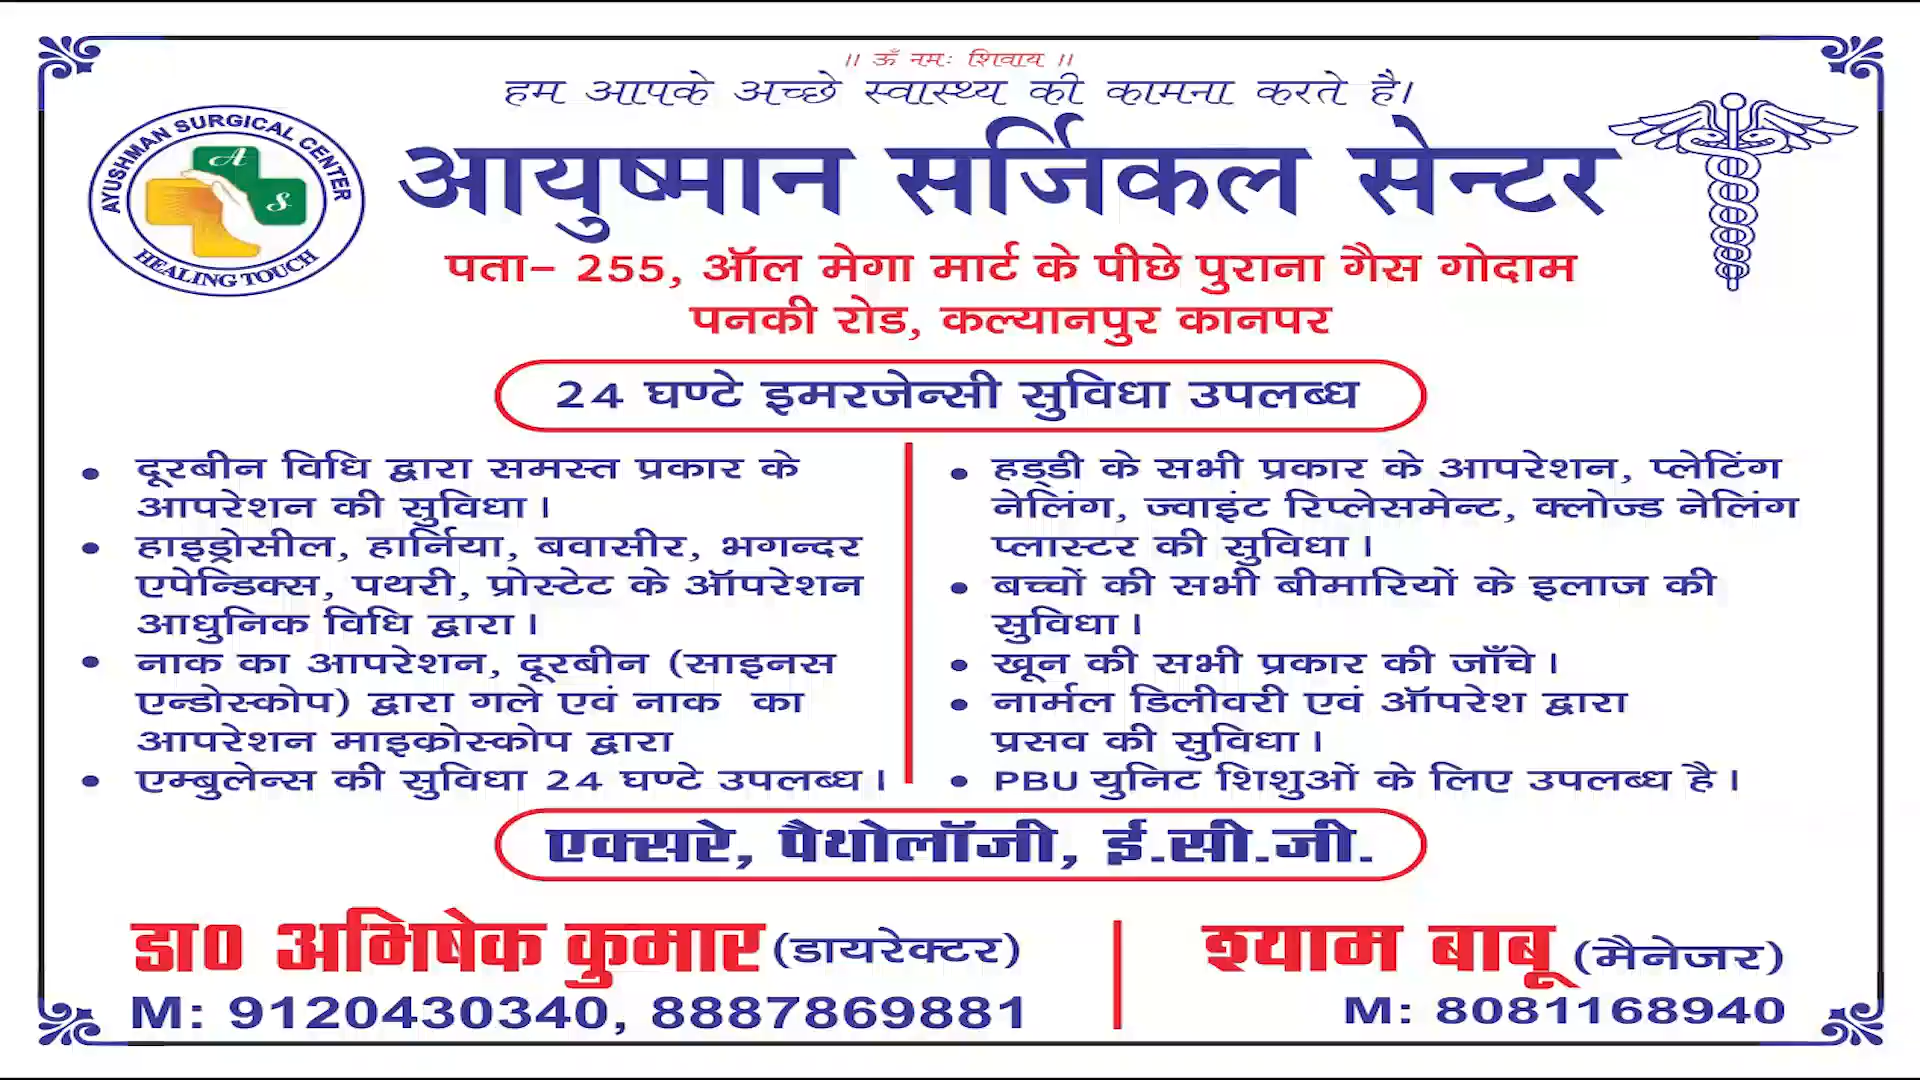 ॥ ॐ नमः शिवाय ॥
हम आपके अच्छे स्वास्थ्य की कामना करते है।
AYUSHMAN SURGICAL CENTER
A
S
HEALING TOUCH
आयुष्मान सर्जिकल सेन्टर
पता- 255, ऑल मेगा मार्ट के पीछे पुराना गैस गोदाम
पनकी रोड, कल्यानपुर कानपर
24 घण्टे इमरजेन्सी सुविधा उपलब्ध
• दूरबीन विधि द्वारा समस्त प्रकार के
आपरेशन की सुविधा।
• हाइड्रोसील, हार्निया, बवासीर, भगन्दर
एपेन्डिक्स, पथरी, प्रोस्टेट के ऑपरेशन
आधुनिक विधि द्वारा।
• नाक का आपरेशन, दूरबीन (साइनस
एन्डोस्कोप) द्वारा गले एवं नाक का
आपरेशन माइक्रोस्कोप द्वारा
• एम्बुलेन्स की सुविधा 24 घण्टे उपलब्ध।
• हड्डी के सभी प्रकार के आपरेशन, प्लेटिंग
नेलिंग, ज्वाइंट रिप्लेसमेन्ट, क्लोज्ड नेलिंग
प्लास्टर की सुविधा।
• बच्चों की सभी बीमारियों के इलाज की
सुविधा।
• खून की सभी प्रकार की जाँचे।
• नार्मल डिलीवरी एवं ऑपरेश द्वारा
प्रसव की सुविधा।
• PBU युनिट शिशुओं के लिए उपलब्ध है।
एक्सरे, पैथोलॉजी, ई.सी.जी.
डा० अभिषेक कुमार (डायरेक्टर)
M: 9120430340, 8887869881
श्याम बाबू (मैनेजर)
M: 8081168940